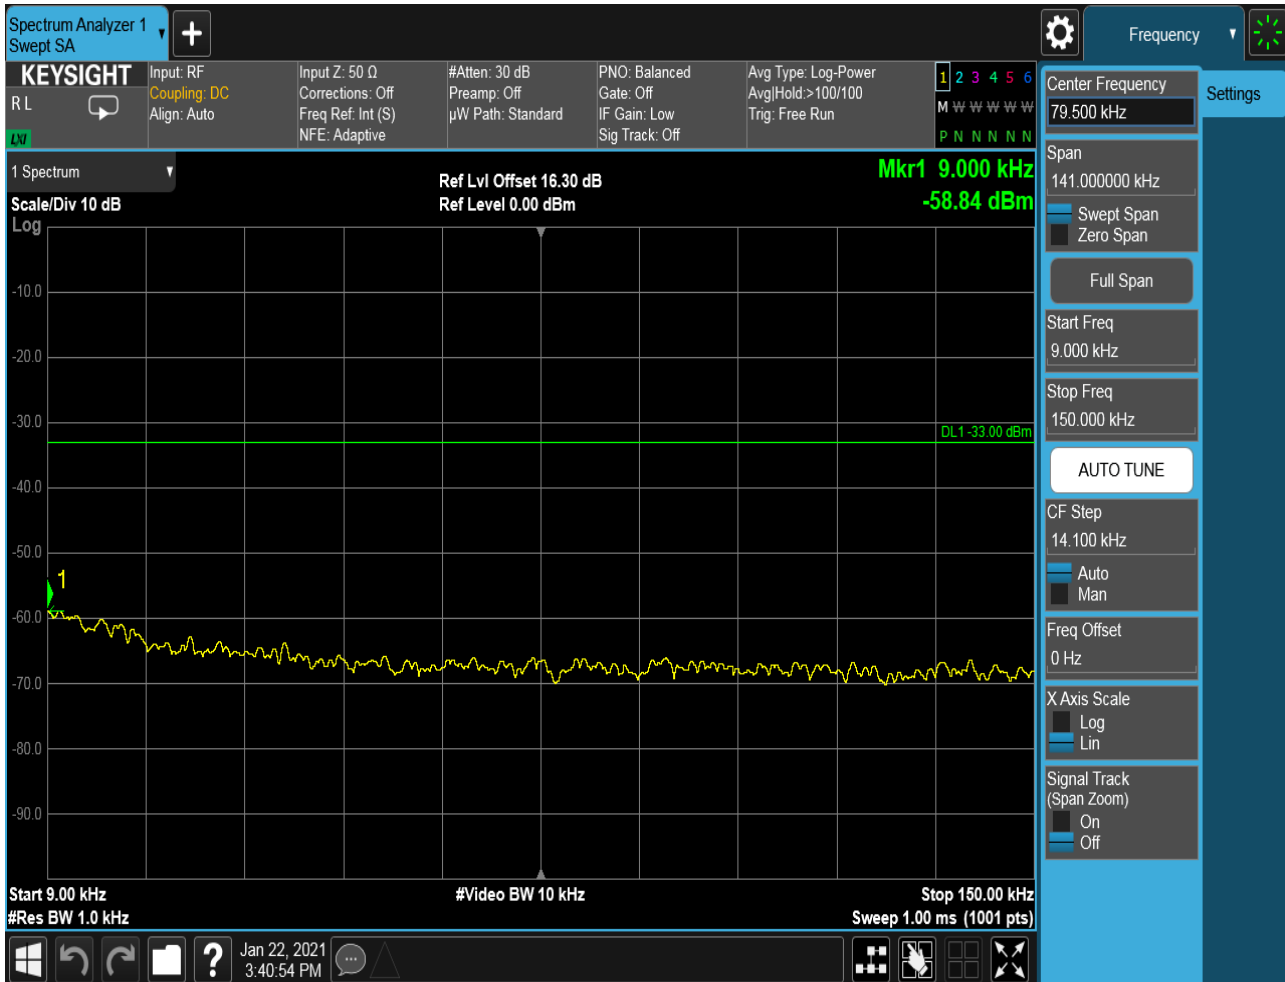 Spectrum Analyzer 1
Swept SA
Frequency
KEYSIGHT
R L
LXI
Input: RF
Coupling: DC
Align: Auto
Input Z: 50 Ω
Corrections: Off
Freq Ref: Int (S)
NFE: Adaptive
#Atten: 30 dB
Preamp: Off
µW Path: Standard
PNO: Balanced
Gate: Off
IF Gain: Low
Sig Track: Off
Avg Type: Log-Power
Avg|Hold:>100/100
Trig: Free Run
1 2 3 4 5 6
M W W W W W
P N N N N N
1 Spectrum
Scale/Div 10 dB
Log
Ref Lvl Offset 16.30 dB
Ref Level 0.00 dBm
Mkr1 9.000 kHz
-58.84 dBm
-10.0
-20.0
-30.0
DL1 -33.00 dBm
-40.0
-50.0
1
-60.0
-70.0
-80.0
-90.0
Start 9.00 kHz
#Video BW 10 kHz
Stop 150.00 kHz
#Res BW 1.0 kHz
Sweep 1.00 ms (1001 pts)
?
Jan 22, 2021
3:40:54 PM
Center Frequency
79.500 kHz
Settings
Span
141.000000 kHz
Swept Span
Zero Span
Full Span
Start Freq
9.000 kHz
Stop Freq
150.000 kHz
AUTO TUNE
CF Step
14.100 kHz
Auto
Man
Freq Offset
0 Hz
X Axis Scale
Log
Lin
Signal Track
(Span Zoom)
On
Off